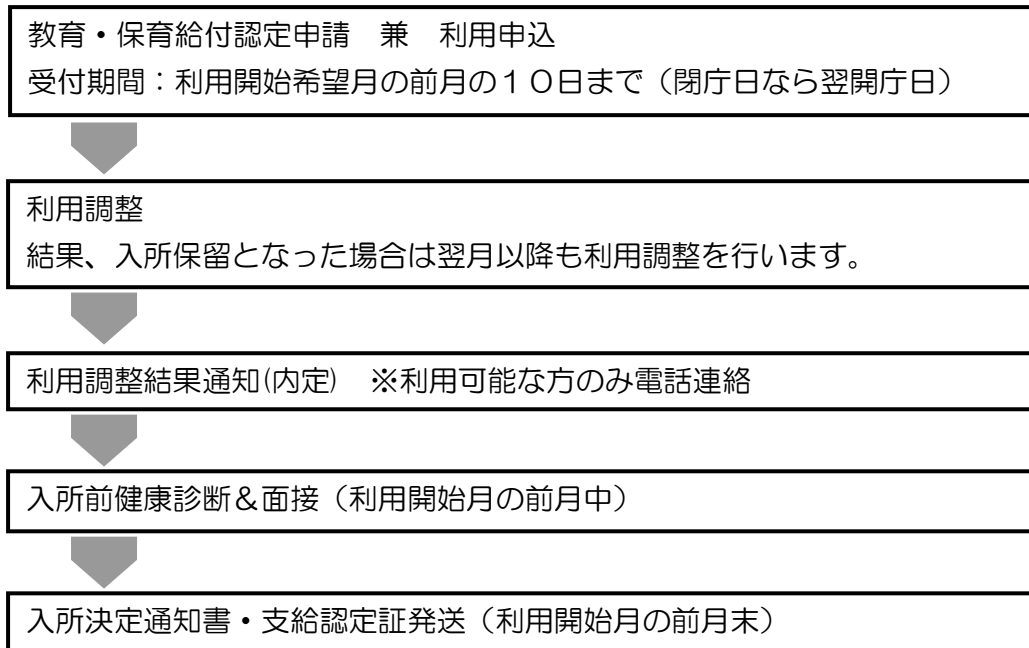 教育・保育給付認定申請　兼　利用申込
受付期間：利用開始希望月の前月の１０日まで（閉庁日なら翌開庁日）
利用調整
結果、入所保留となった場合は翌月以降も利用調整を行います。
利用調整結果通知(内定)　※利用可能な方のみ電話連絡
入所前健康診断＆面接（利用開始月の前月中）
入所決定通知書・支給認定証発送（利用開始月の前月末）